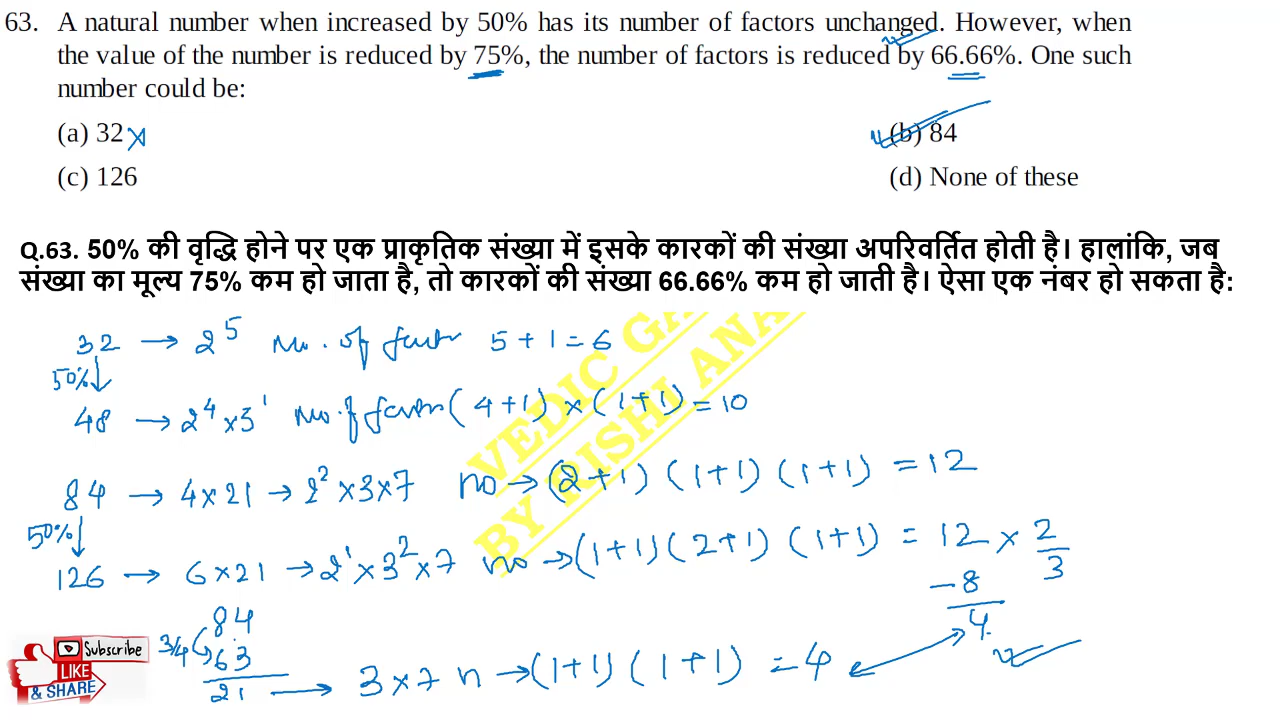 63. A natural number when increased by 50% has its number of factors unchanged. However, when
the value of the number is reduced by 75%, the number of factors is reduced by 66.66%. One such
number could be:
(a) 32 (b) 84
(c) 126 (d) None of these
Q.63. 50% की वृद्धि होने पर एक प्राकृतिक संख्या में इसके कारकों की संख्या अपरिवर्तित होती है। हालांकि, जब
संख्या का मूल्य 75% कम हो जाता है, तो कारकों की संख्या 66.66% कम हो जाती है। ऐसा एक नंबर हो सकता है:
32 → 2^5 No. of factor 5 + 1 = 6
50% ↓
48 → 2^4 × 3^1 No. of factor (4+1) × (1+1) = 10
VEDIC GA
BY RISHI ANA
84 → 4×21 → 2^2 ×3×7 no → (2+1) (1+1) (1+1) = 12
50% ↓
126 → 6×21 → 2^1 × 3^2 × 7 no → (1+1) (2+1) (1+1) = 12 × 2/3
-8
4
84
3/4 63
21 → 3×7 n → (1+1) (1+1) = 4
Subscribe
LIKE
& SHARE